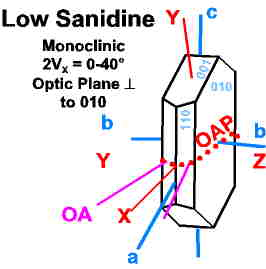 Low Sanidine
Monoclinic
2Vx = 0-40°
Optic Plane ⊥
to 010
Y
c
001
010
110
b
OAP
b
Y
Z
OA
X
a